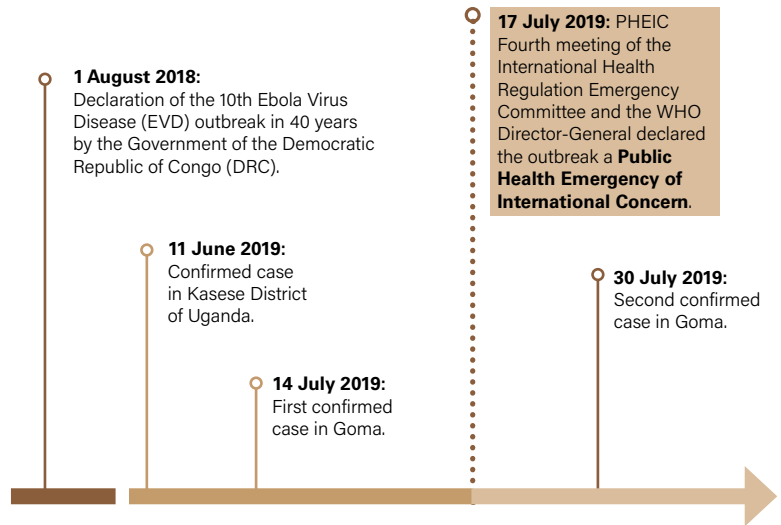 1 August 2018:
Declaration of the 10th Ebola Virus
Disease (EVD) outbreak in 40 years
by the Government of the Democratic
Republic of Congo (DRC).
11 June 2019:
Confirmed case
in Kasese District
of Uganda.
14 July 2019:
First confirmed
case in Goma.
17 July 2019: PHEIC
Fourth meeting of the
International Health
Regulation Emergency
Committee and the WHO
Director-General declared
the outbreak a Public
Health Emergency of
International Concern.
30 July 2019:
Second confirmed
case in Goma.